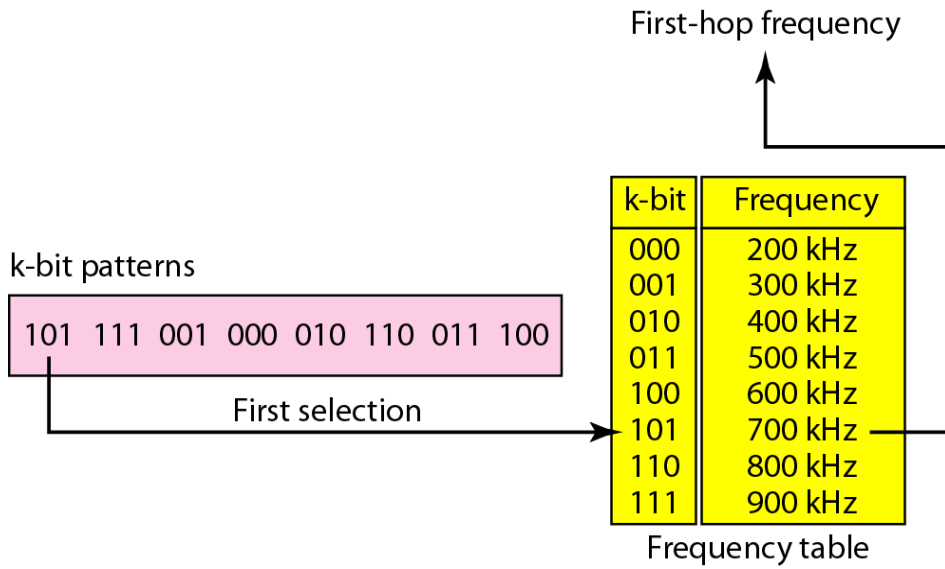 First-hop frequency
k-bit Frequency
000 200 kHz
001 300 kHz
010 400 kHz
011 500 kHz
100 600 kHz
101 700 kHz
110 800 kHz
111 900 kHz
Frequency table
k-bit patterns
101 111 001 000 010 110 011 100
First selection